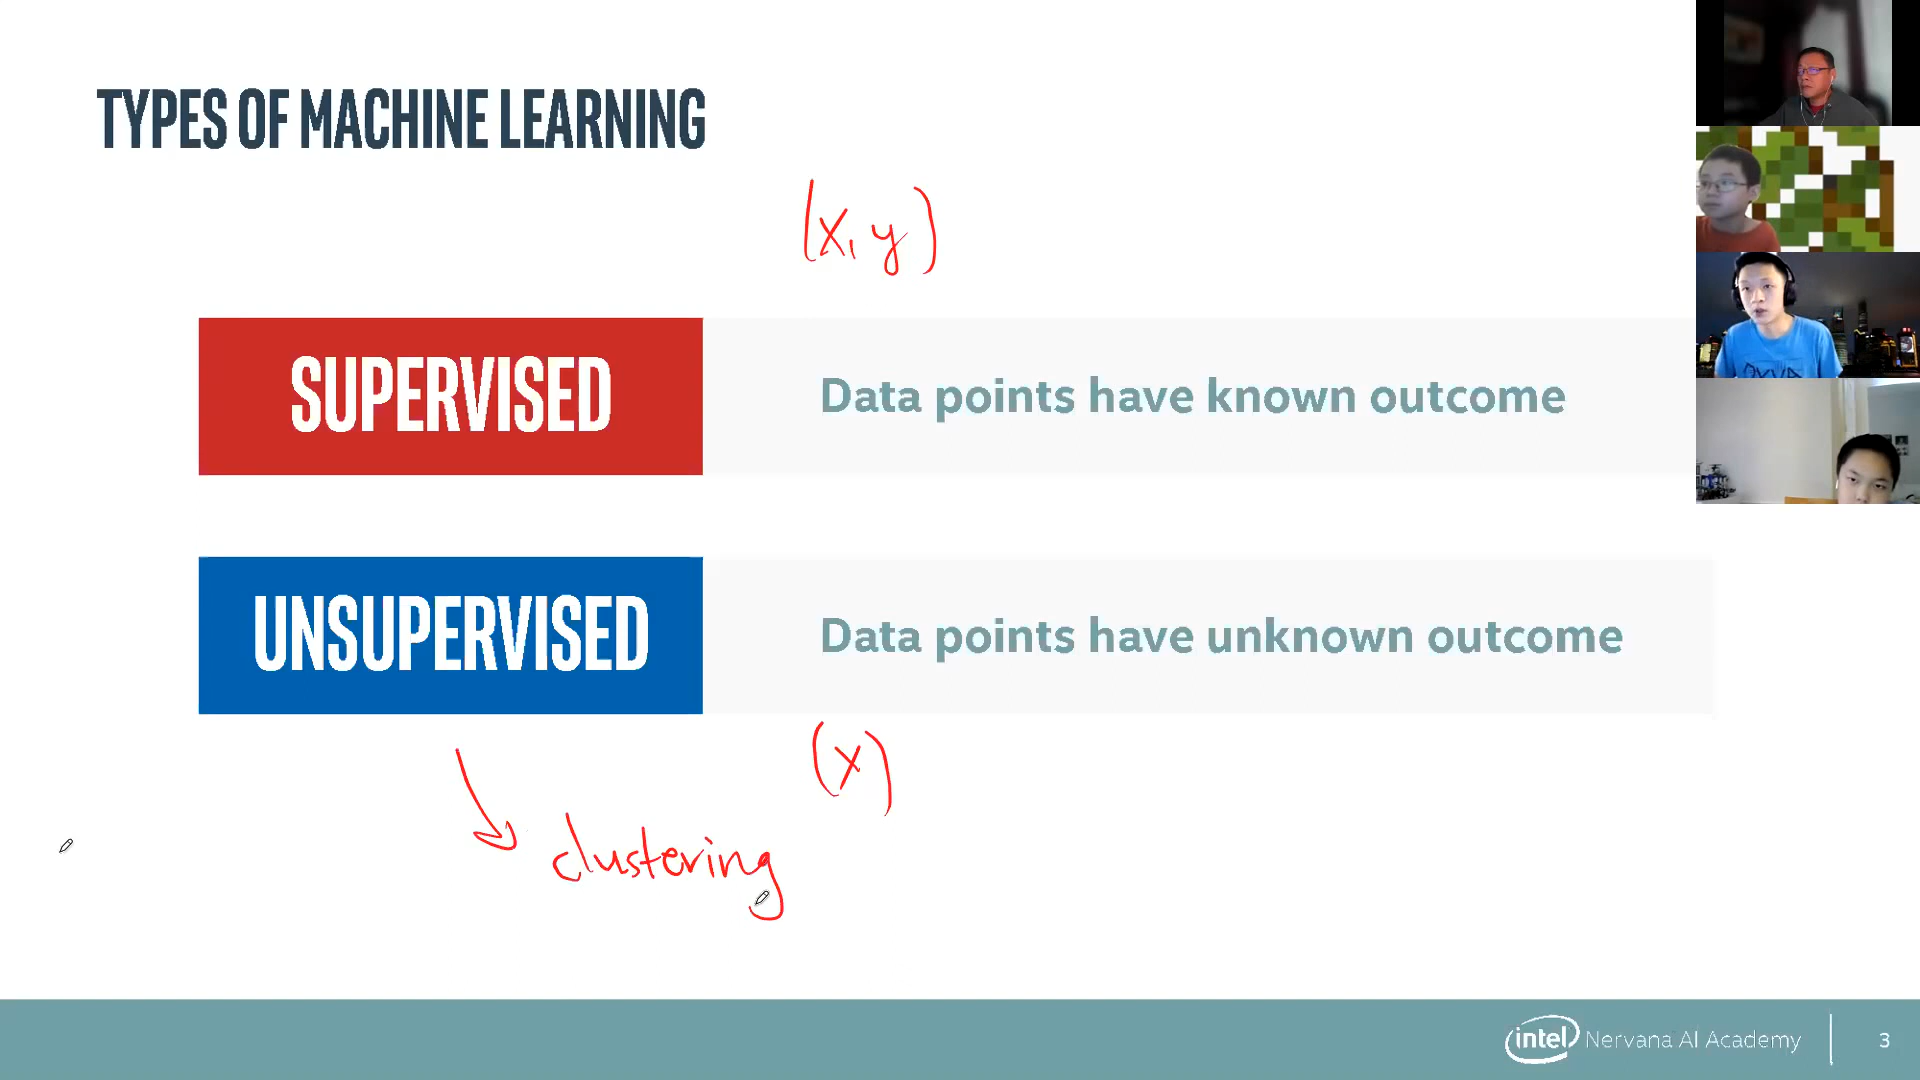 TYPES OF MACHINE LEARNING
(x, y)
SUPERVISED
Data points have known outcome
UNSUPERVISED
Data points have unknown outcome
(x)
clustering
intel Nervana AI Academy 3